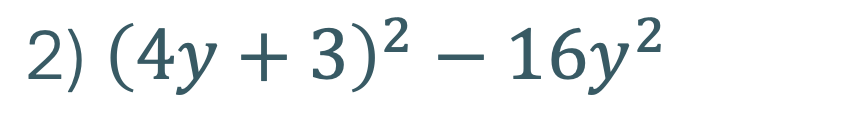 2) (4y + 3)² − 16y²